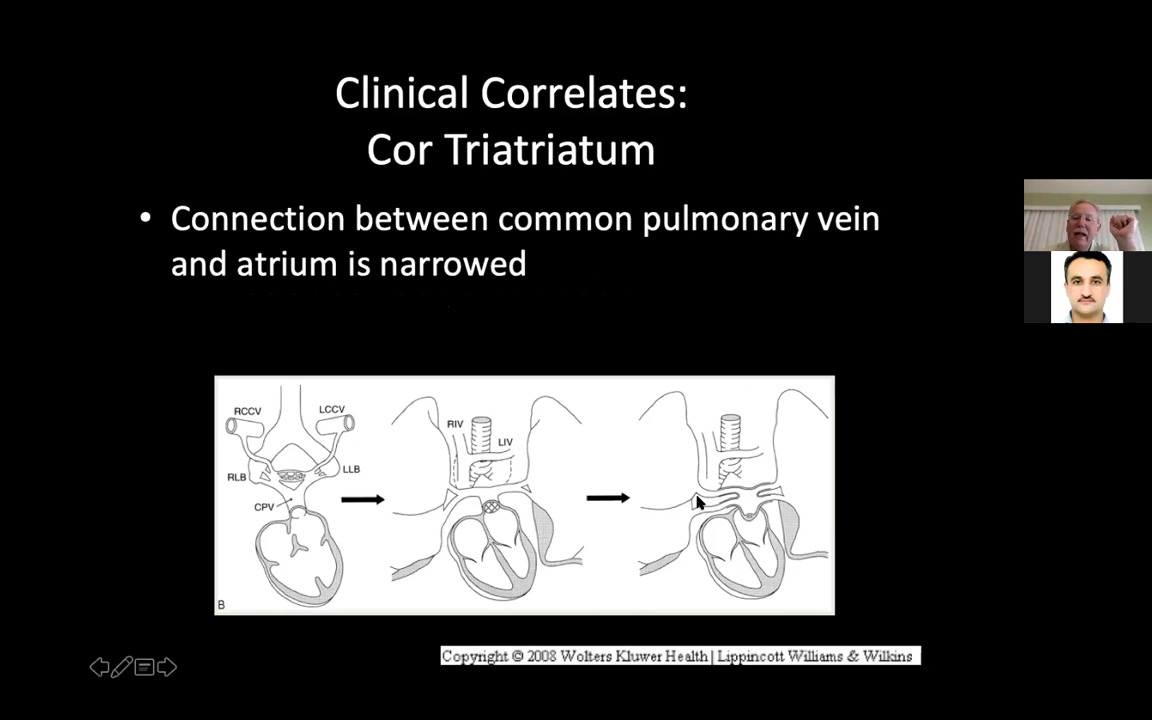 Clinical Correlates:
Cor Triatriatum
• Connection between common pulmonary vein
and atrium is narrowed
RCCV
LCCV
RLB
LLB
CPV
RIV
LIV
B
Copyright © 2008 Wolters Kluwer Health | Lippincott Williams & Wilkins